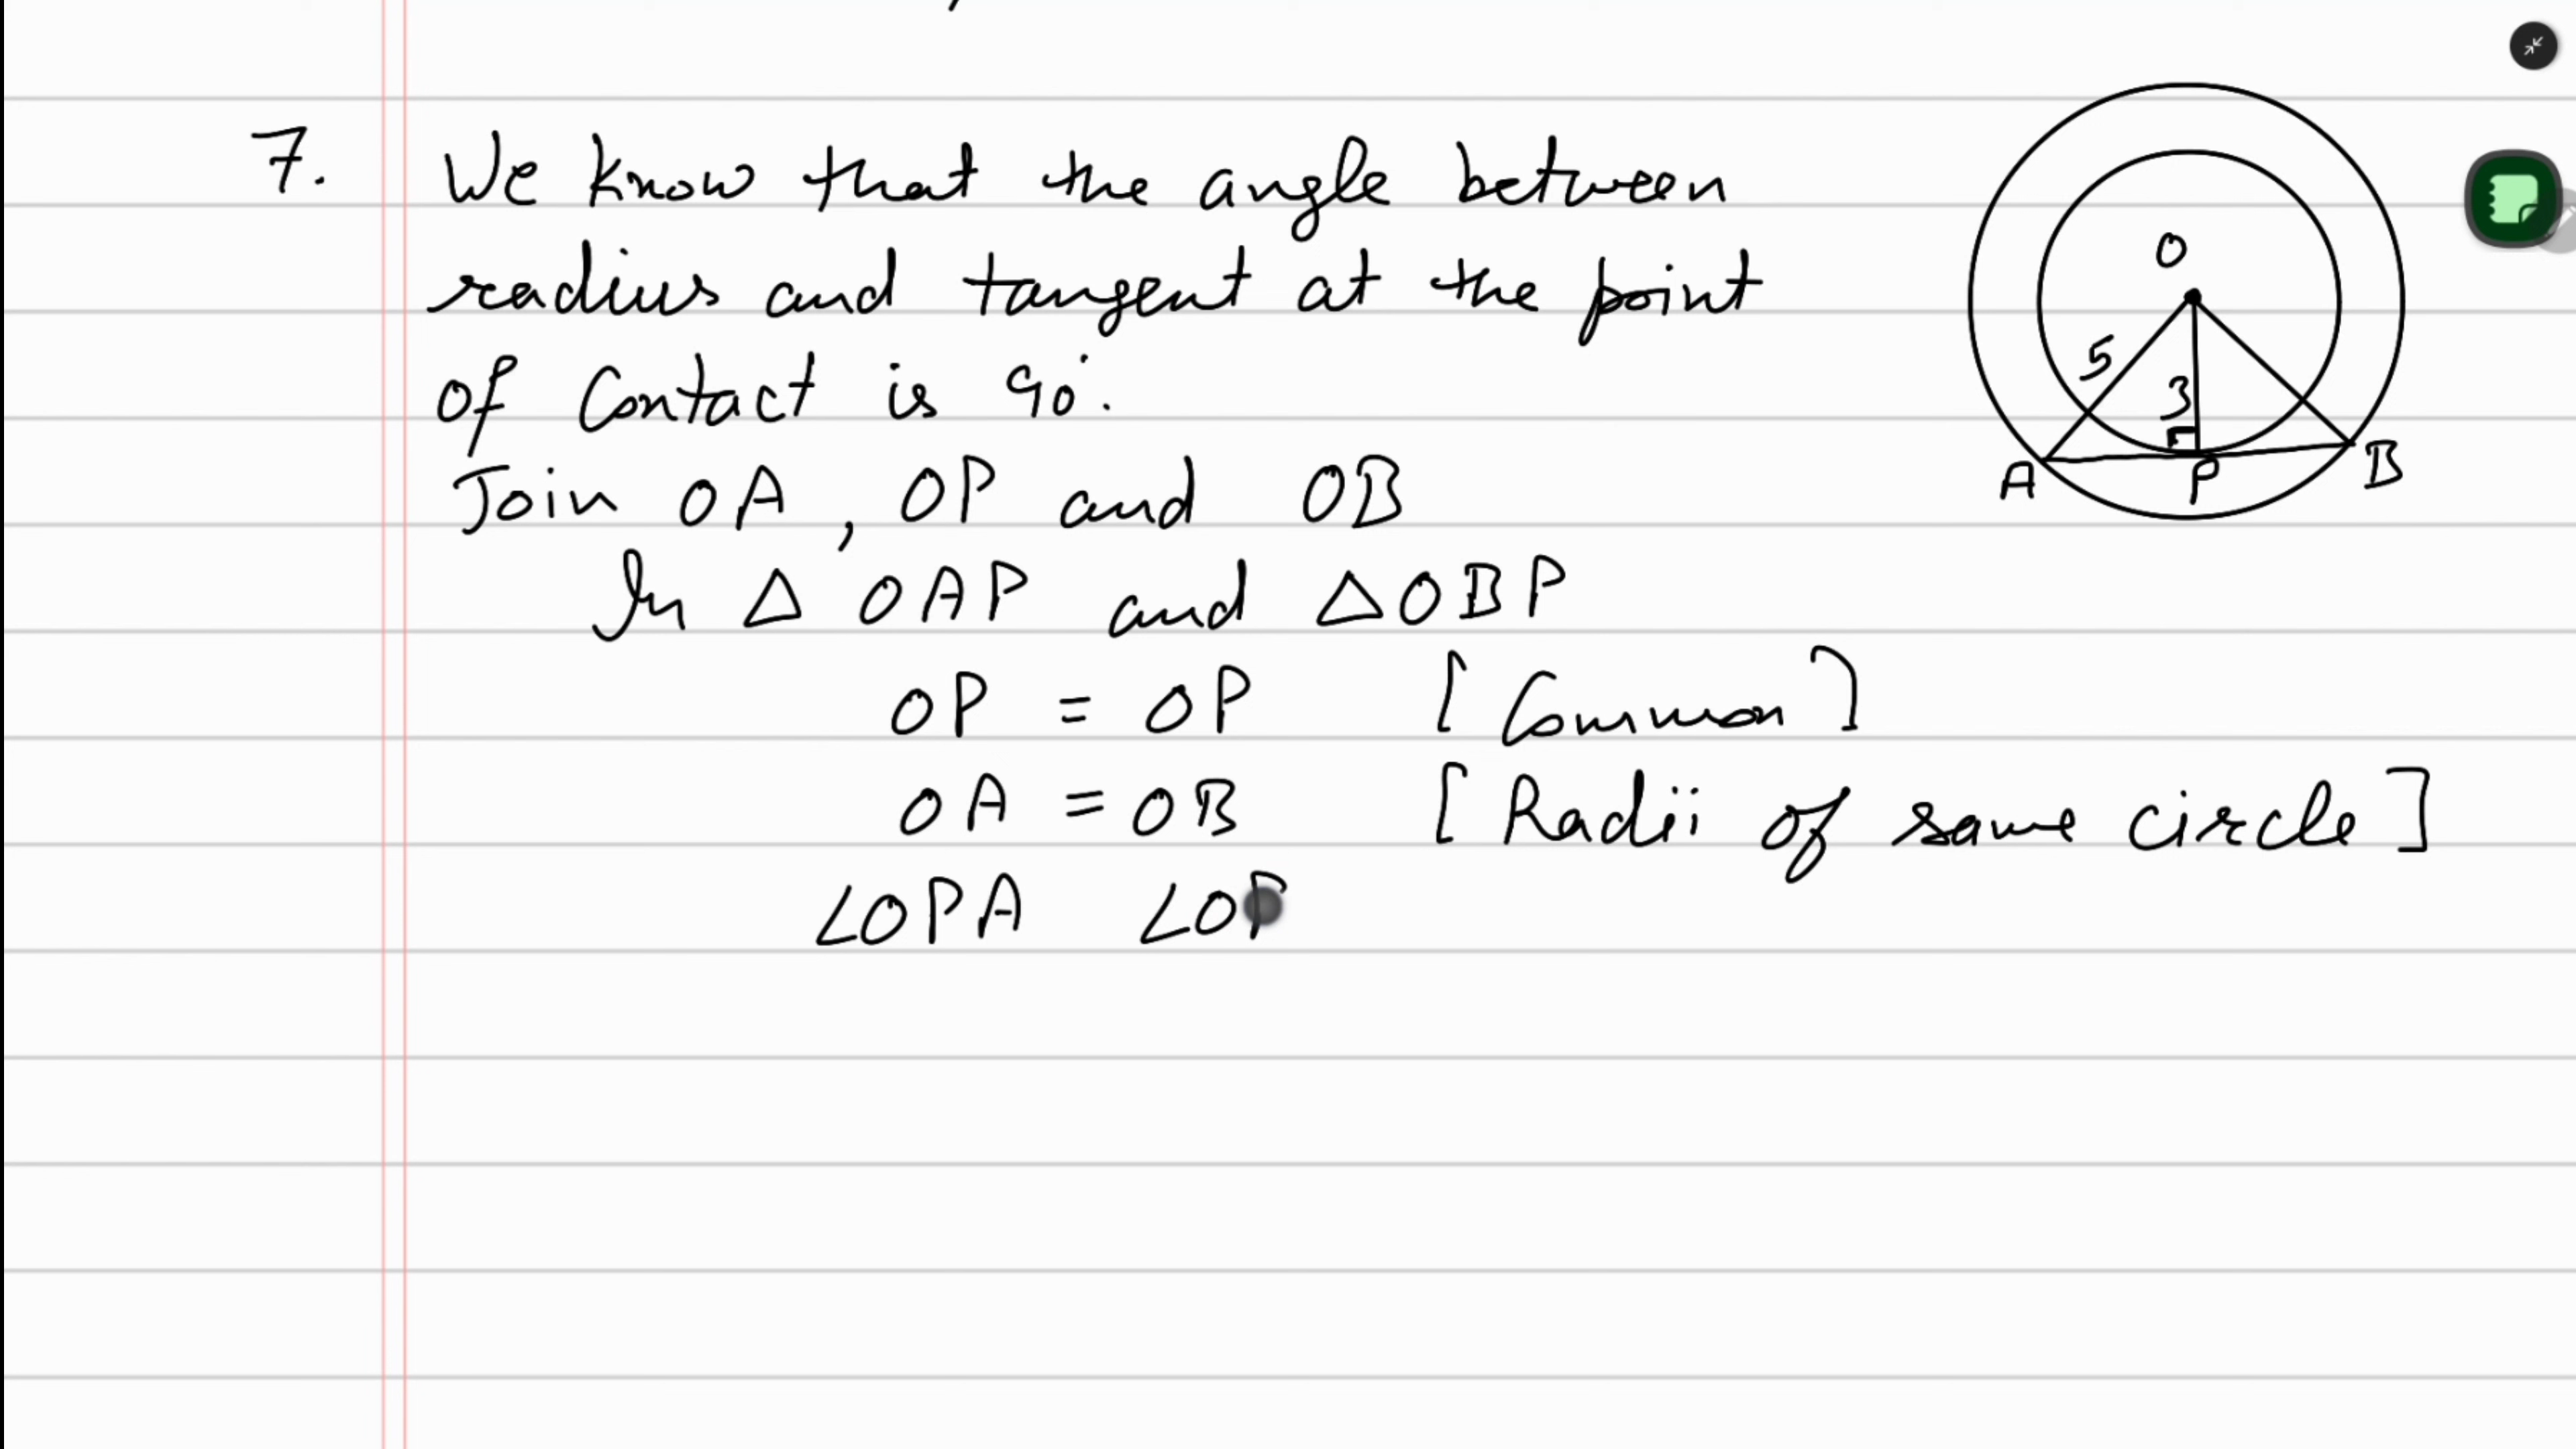 7. We know that the angle between
radius and tangent at the point
of Contact is 90°.
Join OA, OP and OB
In △ OAP and △OBP
OP = OP [Common]
OA = OB [Radii of same circle]
∠OPA ∠OP
O
5
3
A P B